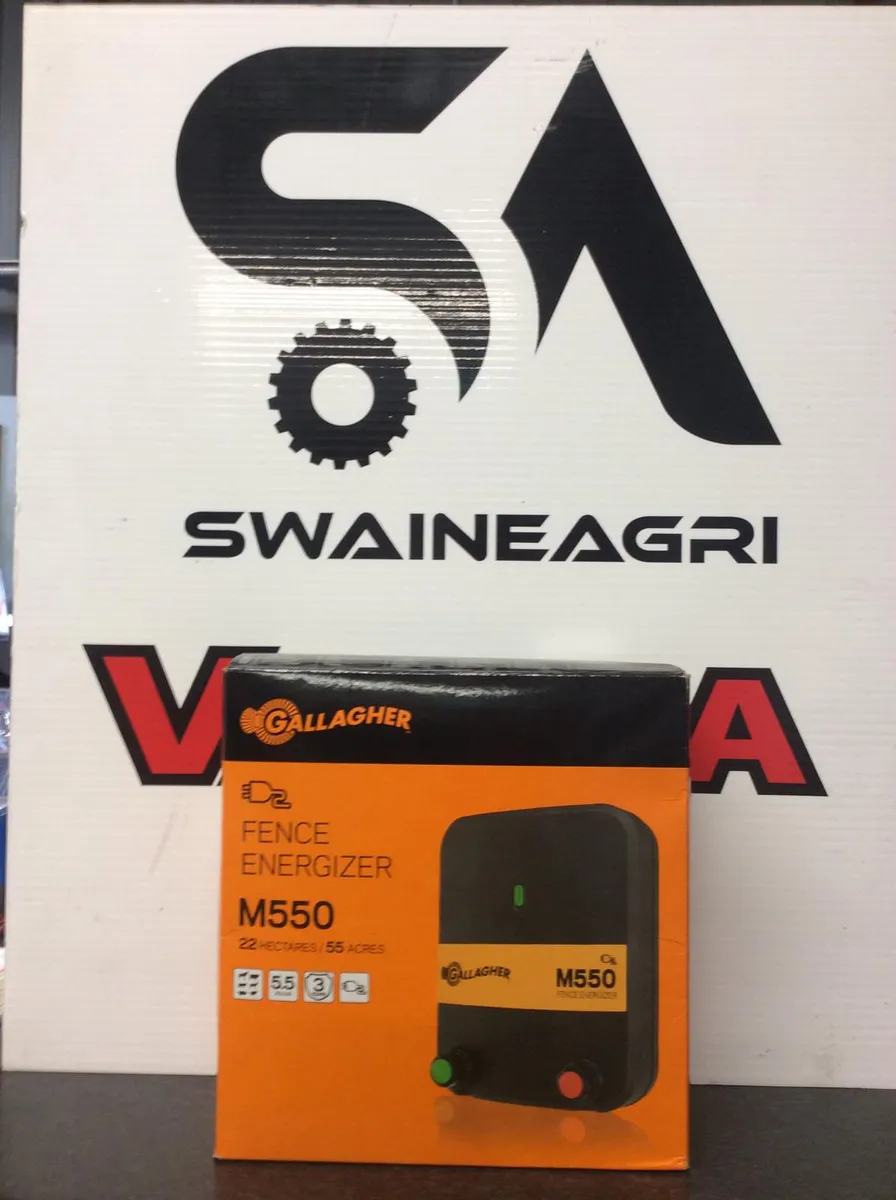 SA
SWAINEAGRI
GALLAGHER
FENCE
ENERGIZER
M550
22 HECTARES / 55 ACRES
5.5
3
GALLAGHER
M550
FENCE ENERGIZER